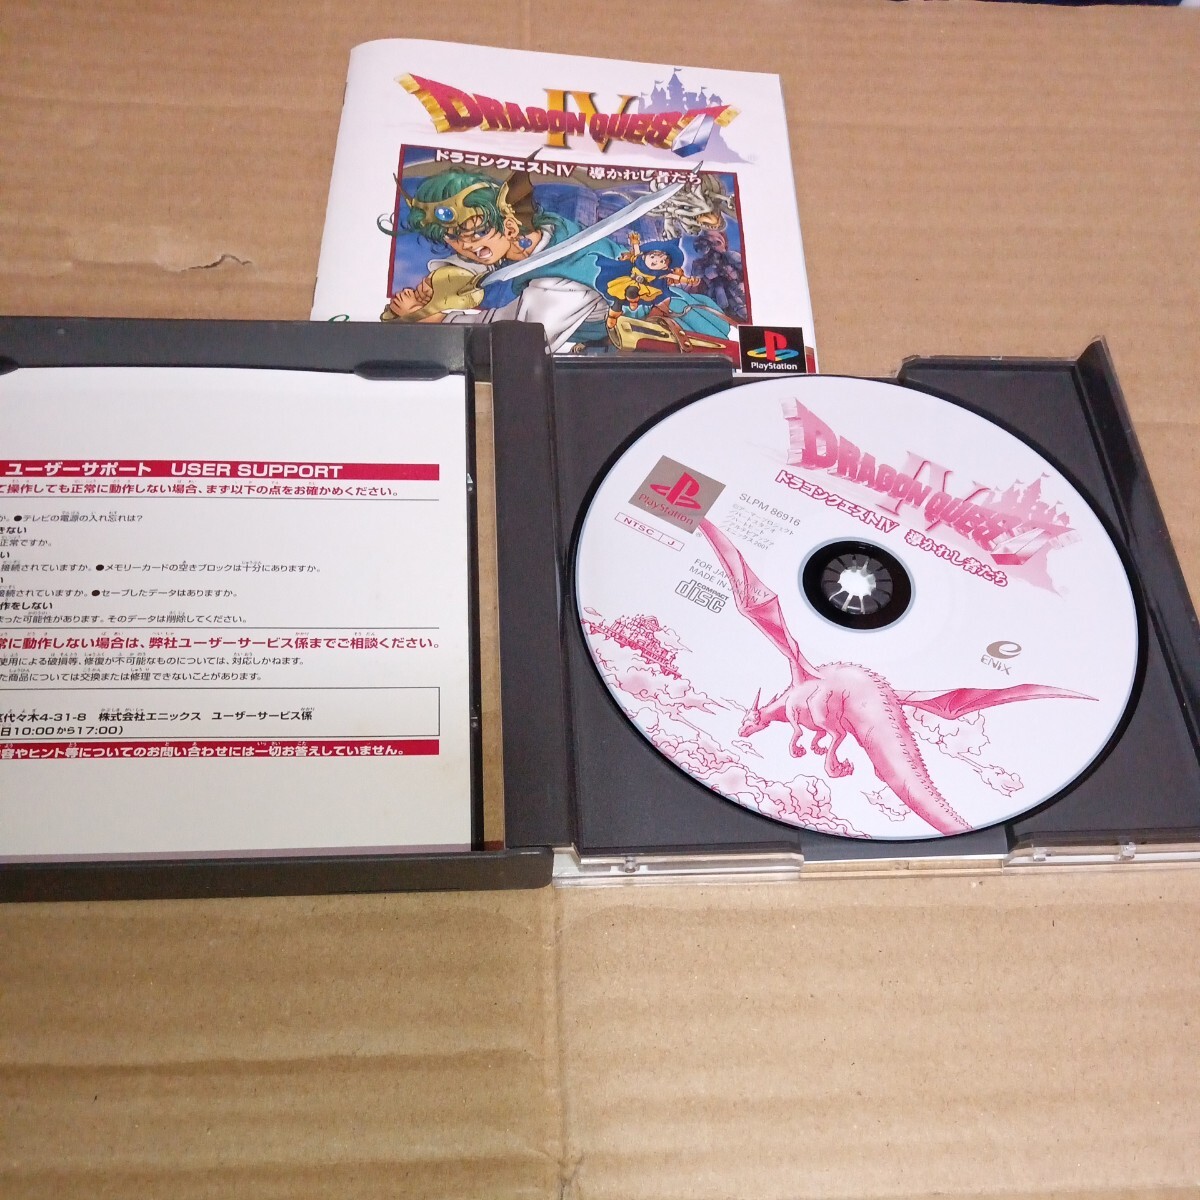 DRAGON QUEST
IV
ドラゴンクエストIV 導かれし者たち
PlayStation
ユーザーサポート USER SUPPORT
て操作しても正常に動作しない場合、まず以下の点をお確かめください。
か。●テレビの電源の入れ忘れは?
きない
正常ですか。
い
接続されていますか。●メモリーカードの空きブロックは十分にありますか。
い
接続されていますか。●セーブしたデータはありますか。
作をしない
まった可能性があります。そのデータは削除してください。
常に動作しない場合は、弊社ユーザーサービス係までご相談ください。
使用による破損等、修復が不可能なものについては、対応しかねます。
た商品については交換または修理できないことがあります。
代々木4-31-8 株式会社エニックス ユーザーサービス係
日10:00から17:00)
容やヒント等についてのお問い合わせには一切お答えしていません。
DRAGON QUEST
IV
ドラゴンクエストIV 導かれし者たち
PlayStation
NTSC J
SLPM 86916
FOR JAPAN ONLY
MADE IN J
COMPACT
disc
ENIX